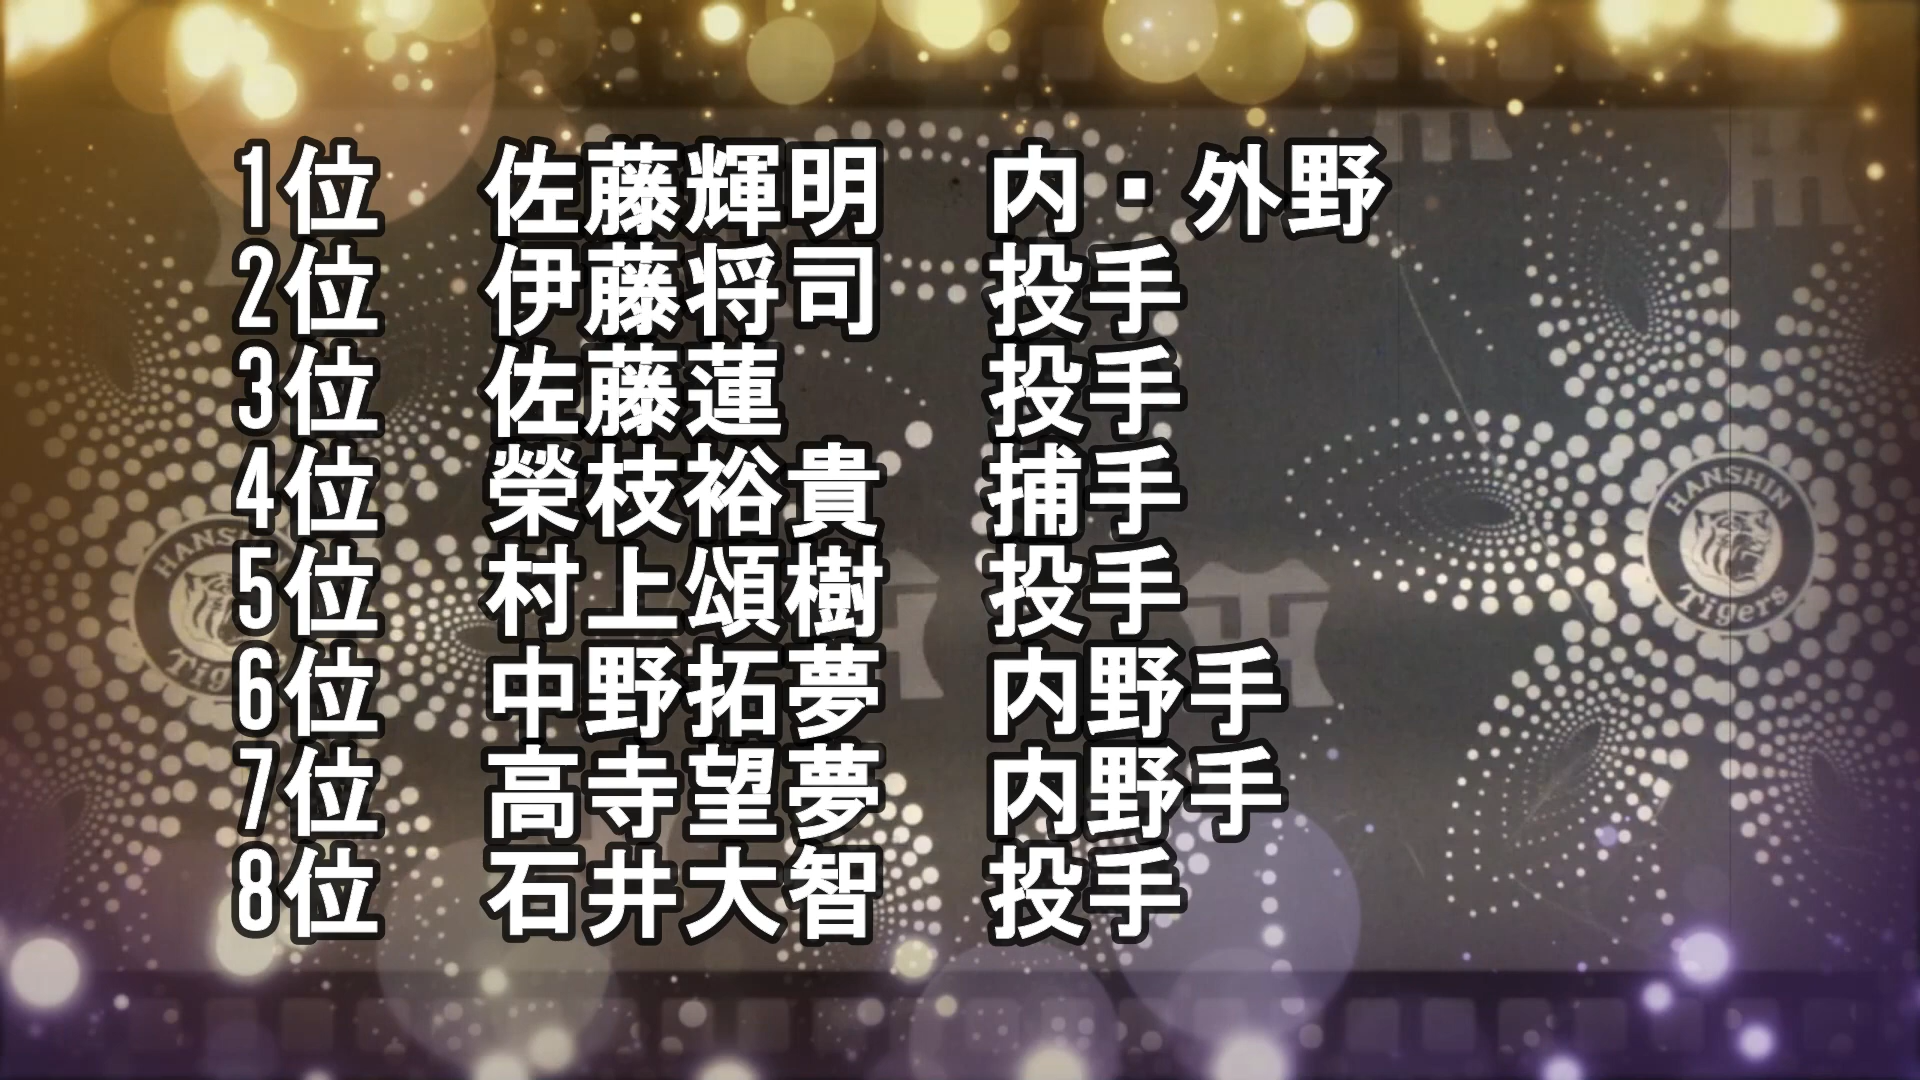 1位 佐藤輝明 内・外野
2位 伊藤将司 投手
3位 佐藤蓮 投手
4位 榮枝裕貴 捕手
5位 村上頌樹 投手
6位 中野拓夢 内野手
7位 高寺望夢 内野手
8位 石井大智 投手
HANSHIN
Tigers
HANS
Tig